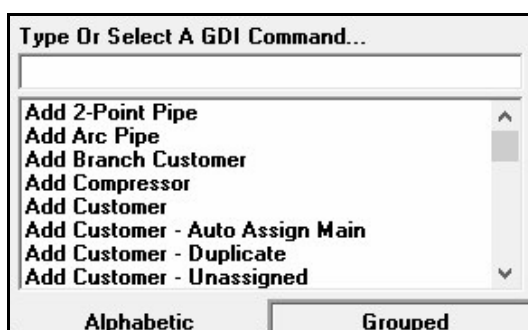 Type Or Select A GDI Command...
Add 2-Point Pipe
Add Arc Pipe
Add Branch Customer
Add Compressor
Add Customer
Add Customer - Auto Assign Main
Add Customer - Duplicate
Add Customer - Unassigned
Alphabetic Grouped